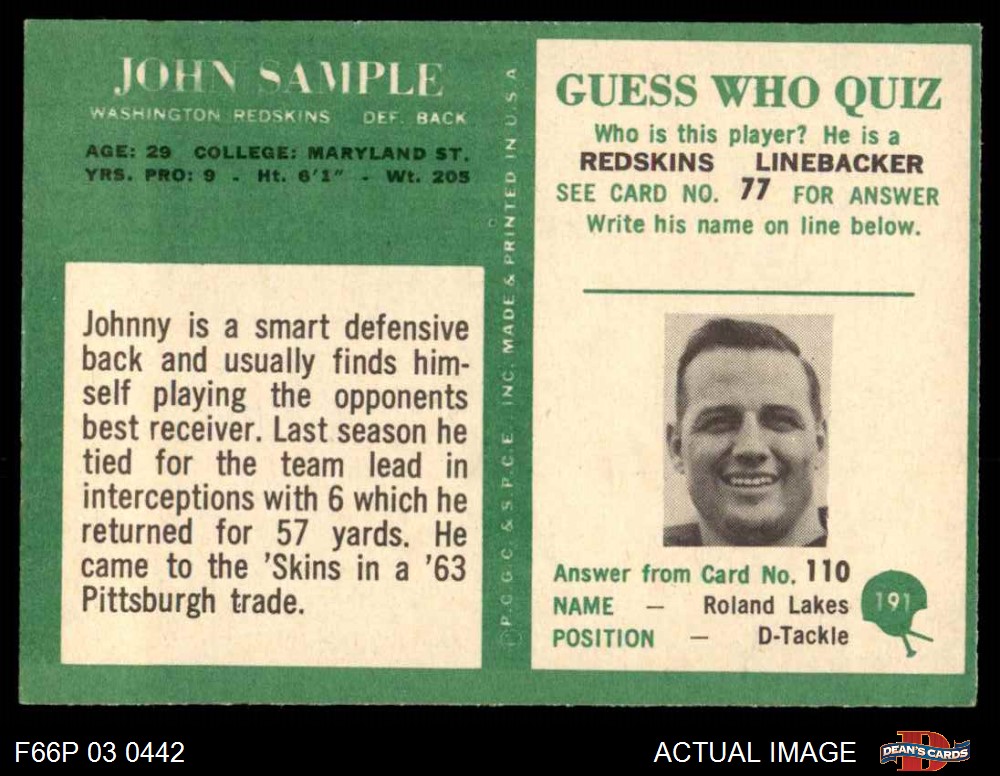 JOHN SAMPLE
WASHINGTON REDSKINS DEF. BACK
AGE: 29 COLLEGE: MARYLAND ST.
YRS. PRO: 9 - Ht. 6'1" - Wt. 205
Johnny is a smart defensive
back and usually finds him-
self playing the opponents
best receiver. Last season he
tied for the team lead in
interceptions with 6 which he
returned for 57 yards. He
came to the 'Skins in a '63
Pittsburgh trade.
©P.C.G.C. & S.P.C.E. INC. MADE & PRINTED IN U.S.A
GUESS WHO QUIZ
Who is this player? He is a
REDSKINS LINEBACKER
SEE CARD NO. 77 FOR ANSWER
Write his name on line below.
Answer from Card No. 110
NAME — Roland Lakes
POSITION — D-Tackle
191
F66P 03 0442
ACTUAL IMAGE
D
DEAN'S CARDS